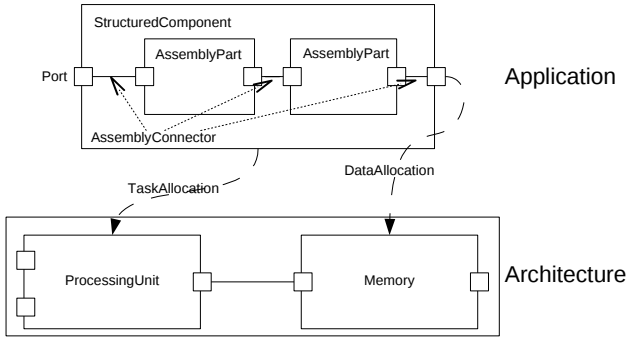 StructuredComponent
AssemblyPart
AssemblyPart
Port
Application
AssemblyConnector
DataAllocation
TaskAllocation
ProcessingUnit
Memory
Architecture